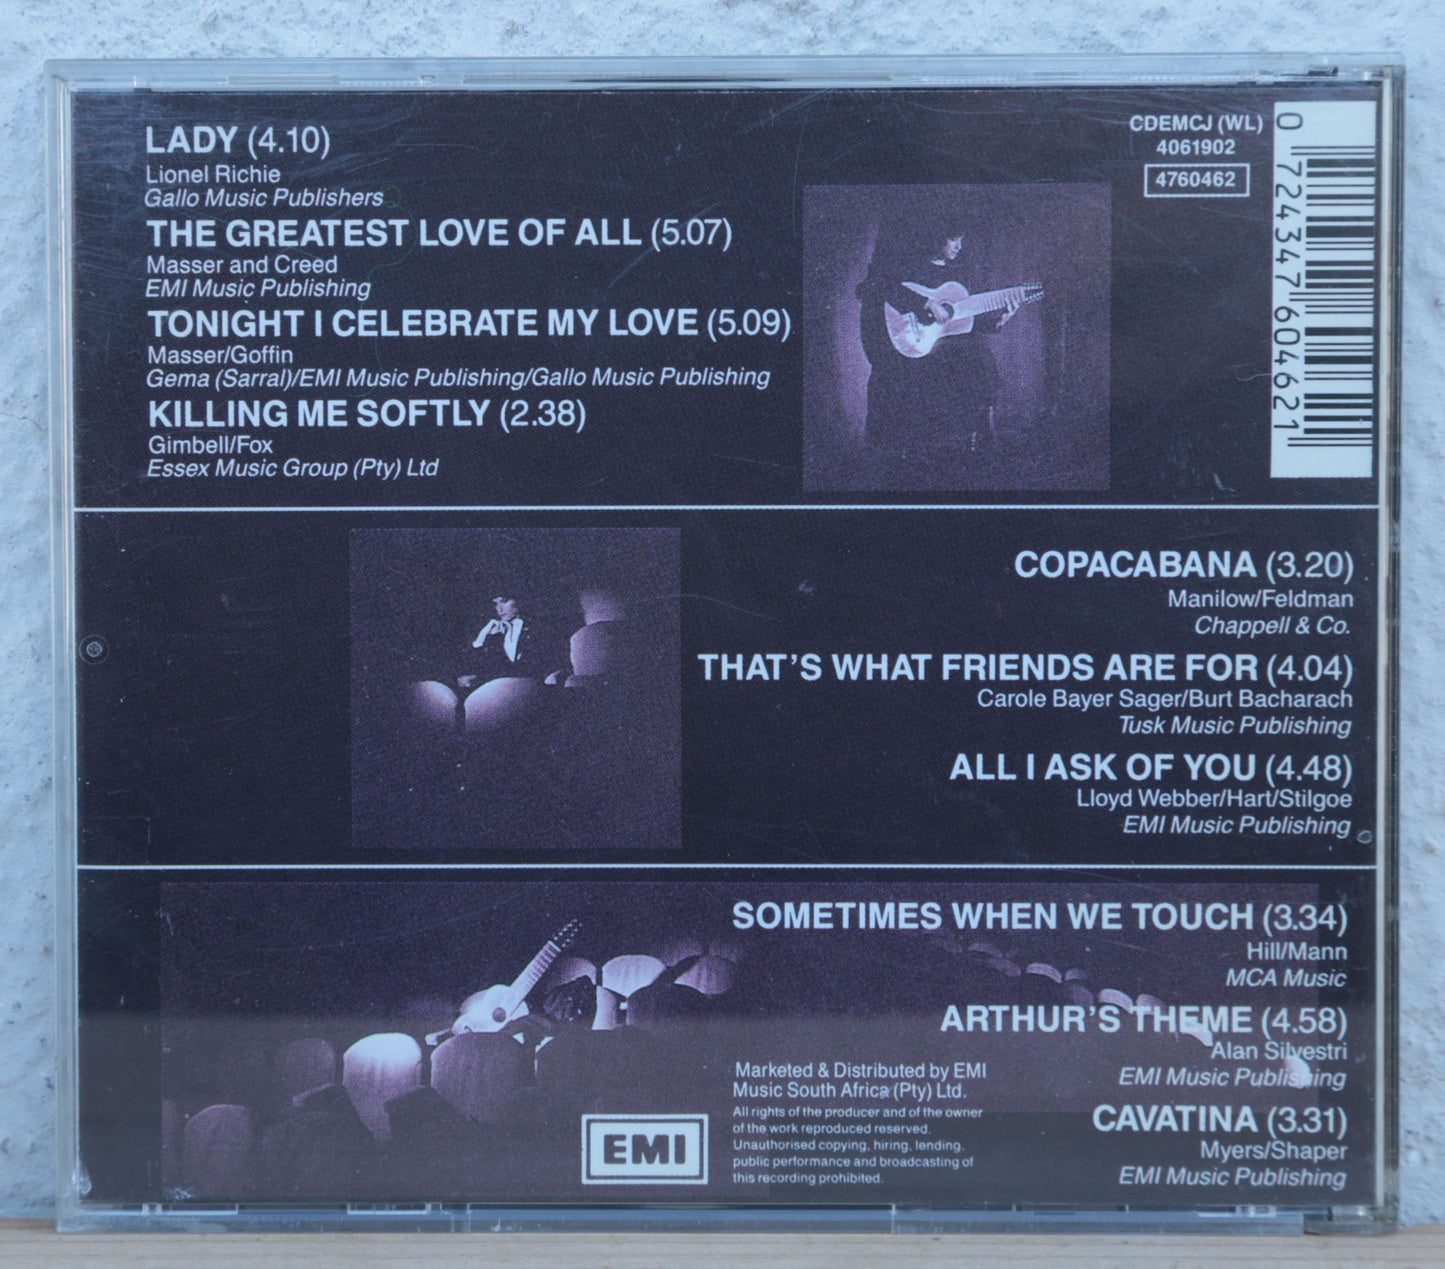 LADY (4.10)
Lionel Richie
Gallo Music Publishers
THE GREATEST LOVE OF ALL (5.07)
Masser and Creed
EMI Music Publishing
TONIGHT I CELEBRATE MY LOVE (5.09)
Masser/Goffin
Gema (Sarral)/EMI Music Publishing/Gallo Music Publishing
KILLING ME SOFTLY (2.38)
Gimbell/Fox
Essex Music Group (Pty) Ltd
CDEMCJ (WL)
4061902
4760462
0 724347 604621
COPACABANA (3.20)
Manilow/Feldman
Chappell & Co.
THAT'S WHAT FRIENDS ARE FOR (4.04)
Carole Bayer Sager/Burt Bacharach
Tusk Music Publishing
ALL I ASK OF YOU (4.48)
Lloyd Webber/Hart/Stilgoe
EMI Music Publishing
SOMETIMES WHEN WE TOUCH (3.34)
Hill/Mann
MCA Music
ARTHUR'S THEME (4.58)
Alan Silvestri
EMI Music Publishing
CAVATINA (3.31)
Myers/Shaper
EMI Music Publishing
Marketed & Distributed by EMI
Music South Africa (Pty) Ltd.
All rights of the producer and of the owner
of the work reproduced reserved.
Unauthorised copying, hiring, lending,
public performance and broadcasting of
this recording prohibited.
EMI